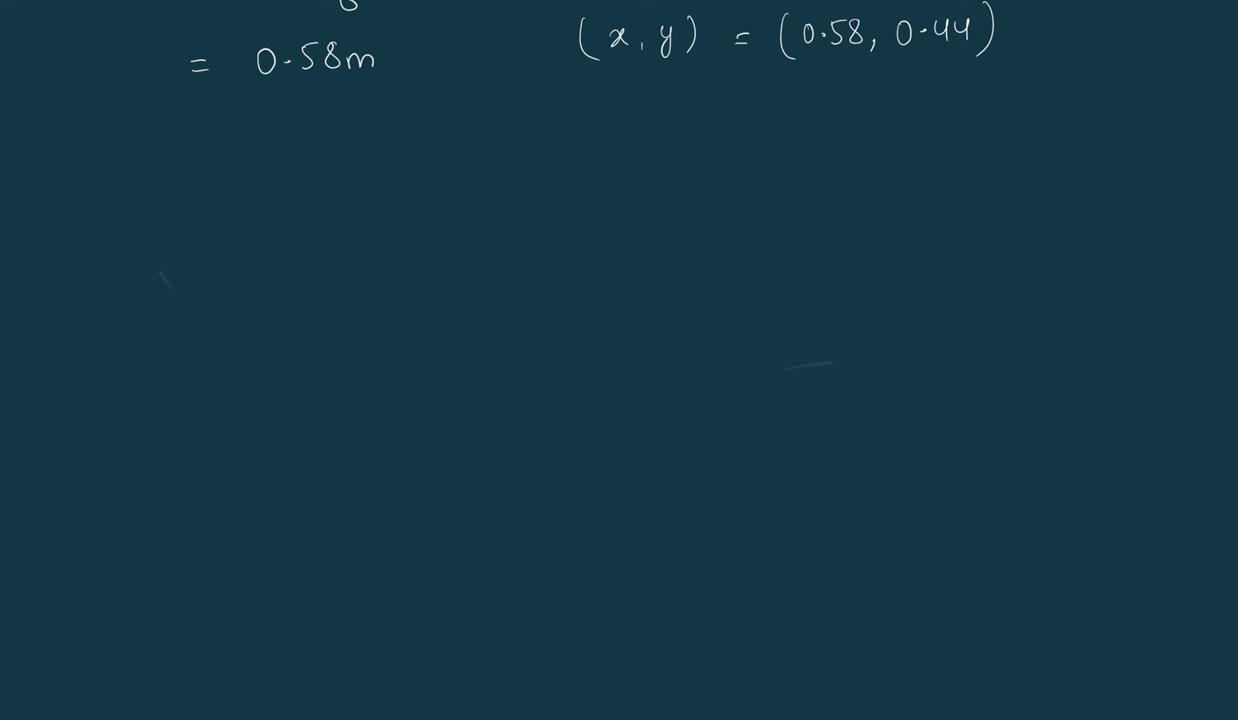 (x, y) = (0.58, 0.44)
= 0.58m